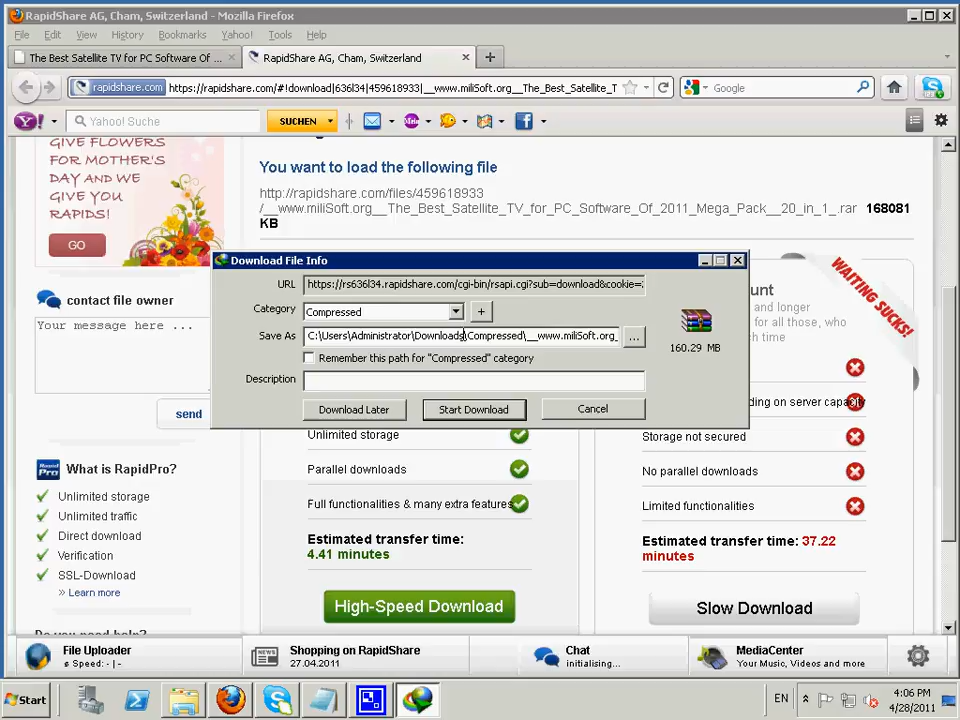 RapidShare AG, Cham, Switzerland - Mozilla Firefox
File Edit View History Bookmarks Yahoo! Tools Help
The Best Satellite TV for PC Software Of ...
RapidShare AG, Cham, Switzerland
rapidshare.com
https://rapidshare.com/#!download|636l34|459618933|__www.miliSoft.org__The_Best_Satellite_T
Google
Y!
Yahoo! Suche
SUCHEN
GIVE FLOWERS
FOR MOTHER'S
DAY AND WE
GIVE YOU
RAPIDS!
GO
You want to load the following file
http://rapidshare.com/files/459618933
/__www.miliSoft.org__The_Best_Satellite_TV_for_PC_Software_Of_2011_Mega_Pack__20_in_1_.rar 168081
KB
contact file owner
Your message here ...
send
Download File Info
URL
https://rs636l34.rapidshare.com/cgi-bin/rsapi.cgi?sub=download&cookie=
Category
Compressed
+
Save As
C:\Users\Administrator\Downloads\Compressed\__www.miliSoft.org_
...
Remember this path for "Compressed" category
Description
160.29 MB
Download Later
Start Download
Cancel
ount
for all those, who
ch time
WAITING SUCKS!
ding on server capacity
Unlimited storage
Parallel downloads
Full functionalities & many extra features
Estimated transfer time:
4.41 minutes
High-Speed Download
Storage not secured
No parallel downloads
Limited functionalities
Estimated transfer time: 37.22
minutes
Slow Download
Rapid Pro
What is RapidPro?
Unlimited storage
Unlimited traffic
Direct download
Verification
SSL-Download
>> Learn more
Do you need help?
File Uploader
Speed: - | -
NEWS
Shopping on RapidShare
27.04.2011
Chat
initialising...
MediaCenter
Your Music, Videos and more
Start
EN
4:06 PM
4/28/2011